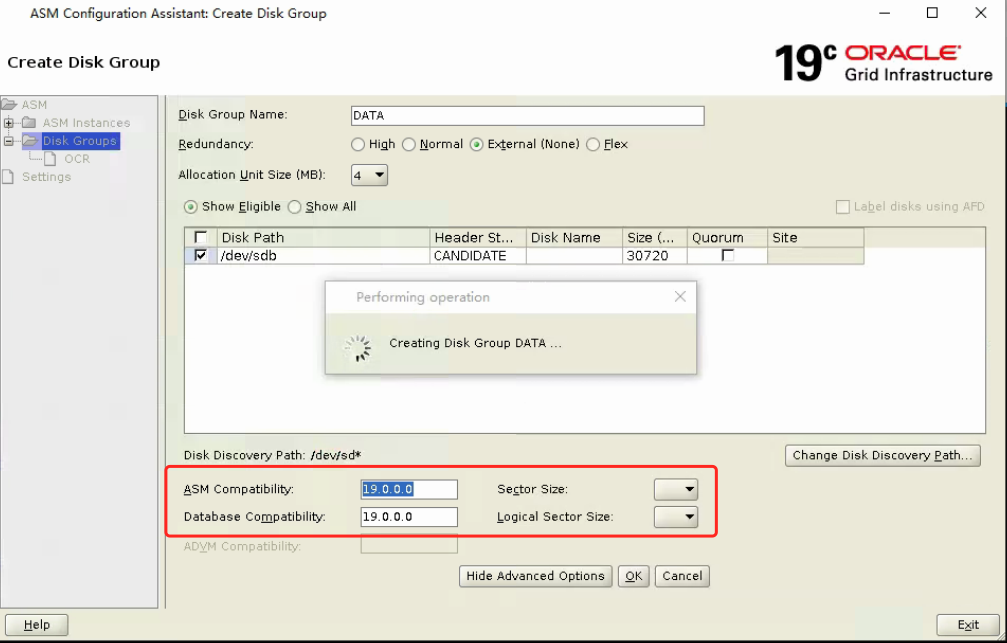 ASM Configuration Assistant: Create Disk Group
Create Disk Group
19c ORACLE
Grid Infrastructure
ASM
ASM Instances
Disk Groups
OCR
Settings
Disk Group Name: DATA
Redundancy: High Normal External (None) Flex
Allocation Unit Size (MB): 4
Show Eligible Show All Label disks using AFD
Disk Path Header St... Disk Name Size (... Quorum Site
/dev/sdb CANDIDATE 30720
Performing operation
Creating Disk Group DATA ...
Disk Discovery Path: /dev/sd* Change Disk Discovery Path...
ASM Compatibility: 19.0.0.0 Sector Size:
Database Compatibility: 19.0.0.0 Logical Sector Size:
ADVM Compatibility:
Hide Advanced Options OK Cancel
Help Exit